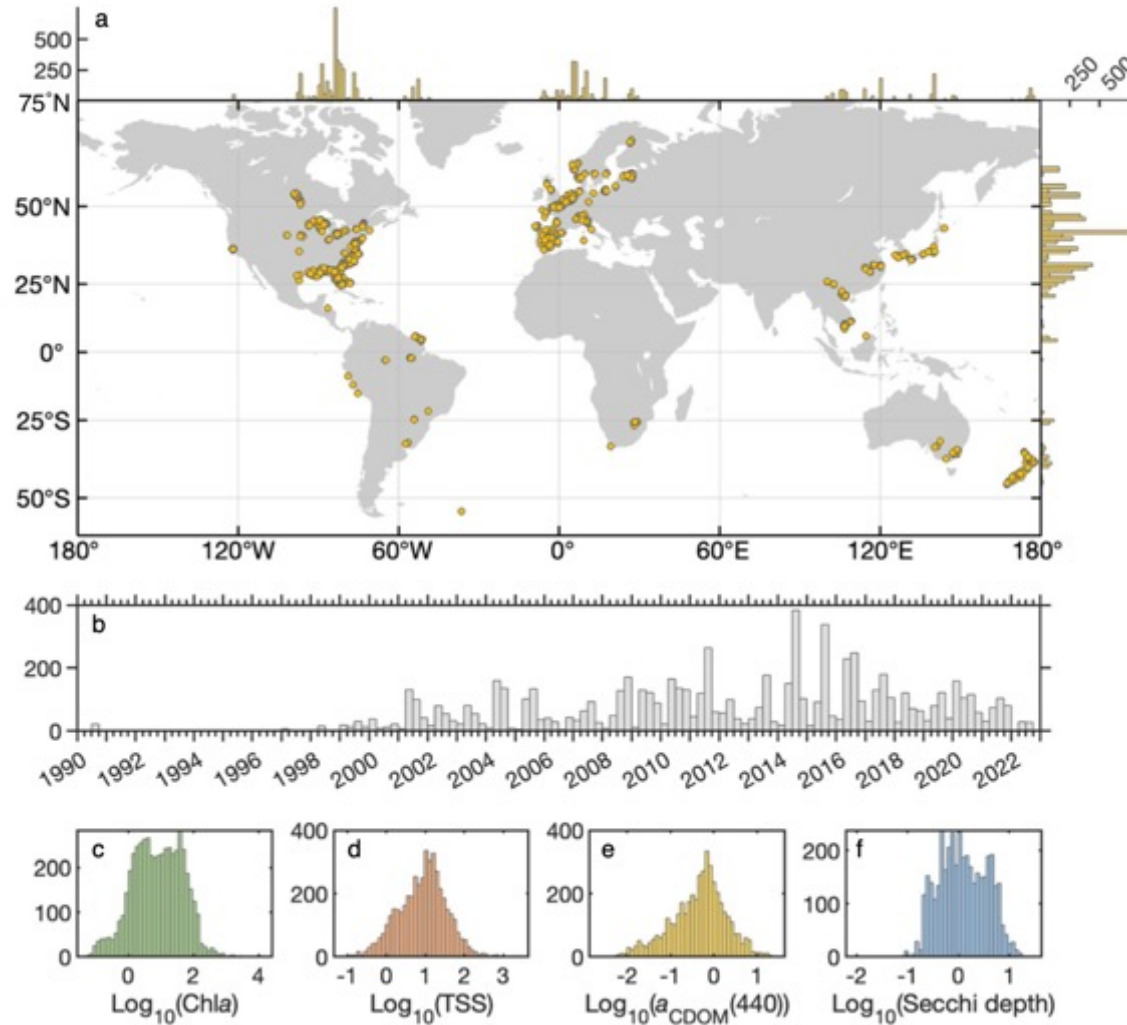 a
500
250
250
500
75°N
50°N
25°N
0°
25°S
50°S
180° 120°W 60°W 0° 60°E 120°E 180°
b
400
200
0
1990 1992 1994 1996 1998 2000 2002 2004 2006 2008 2010 2012 2014 2016 2018 2020 2022
c
200
100
0
0 2 4
Log10(Chla)
d
400
200
0
-1 0 1 2 3
Log10(TSS)
e
400
200
0
-2 -1 0 1
Log10(aCDOM(440))
f
200
100
0
-2 -1 0 1
Log10(Secchi depth)